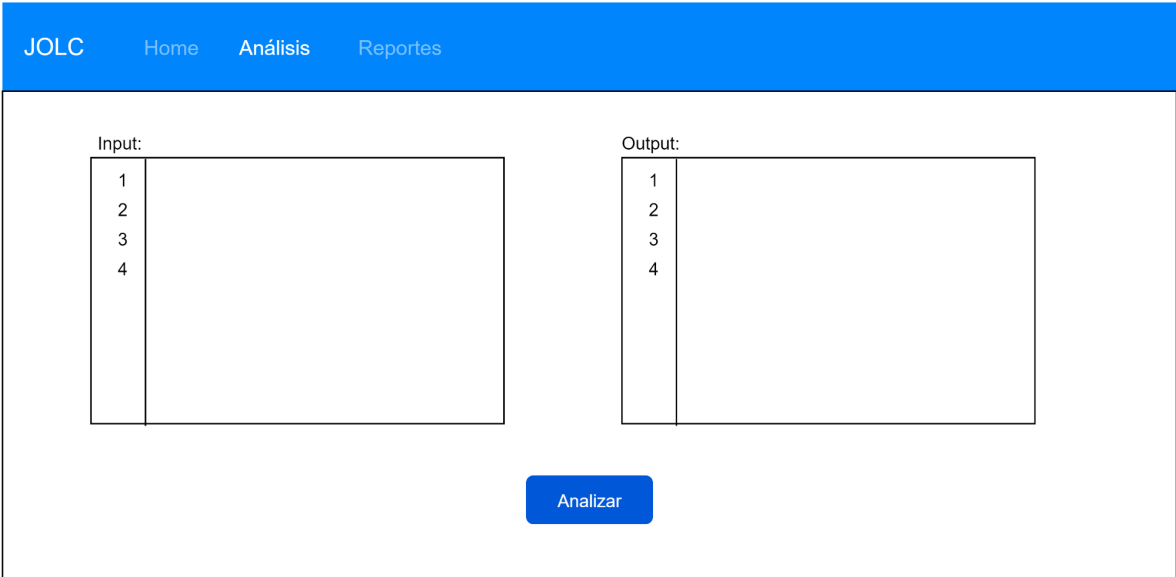 JOLC Home Análisis Reportes
Input:
1
2
3
4
Output:
1
2
3
4
Analizar